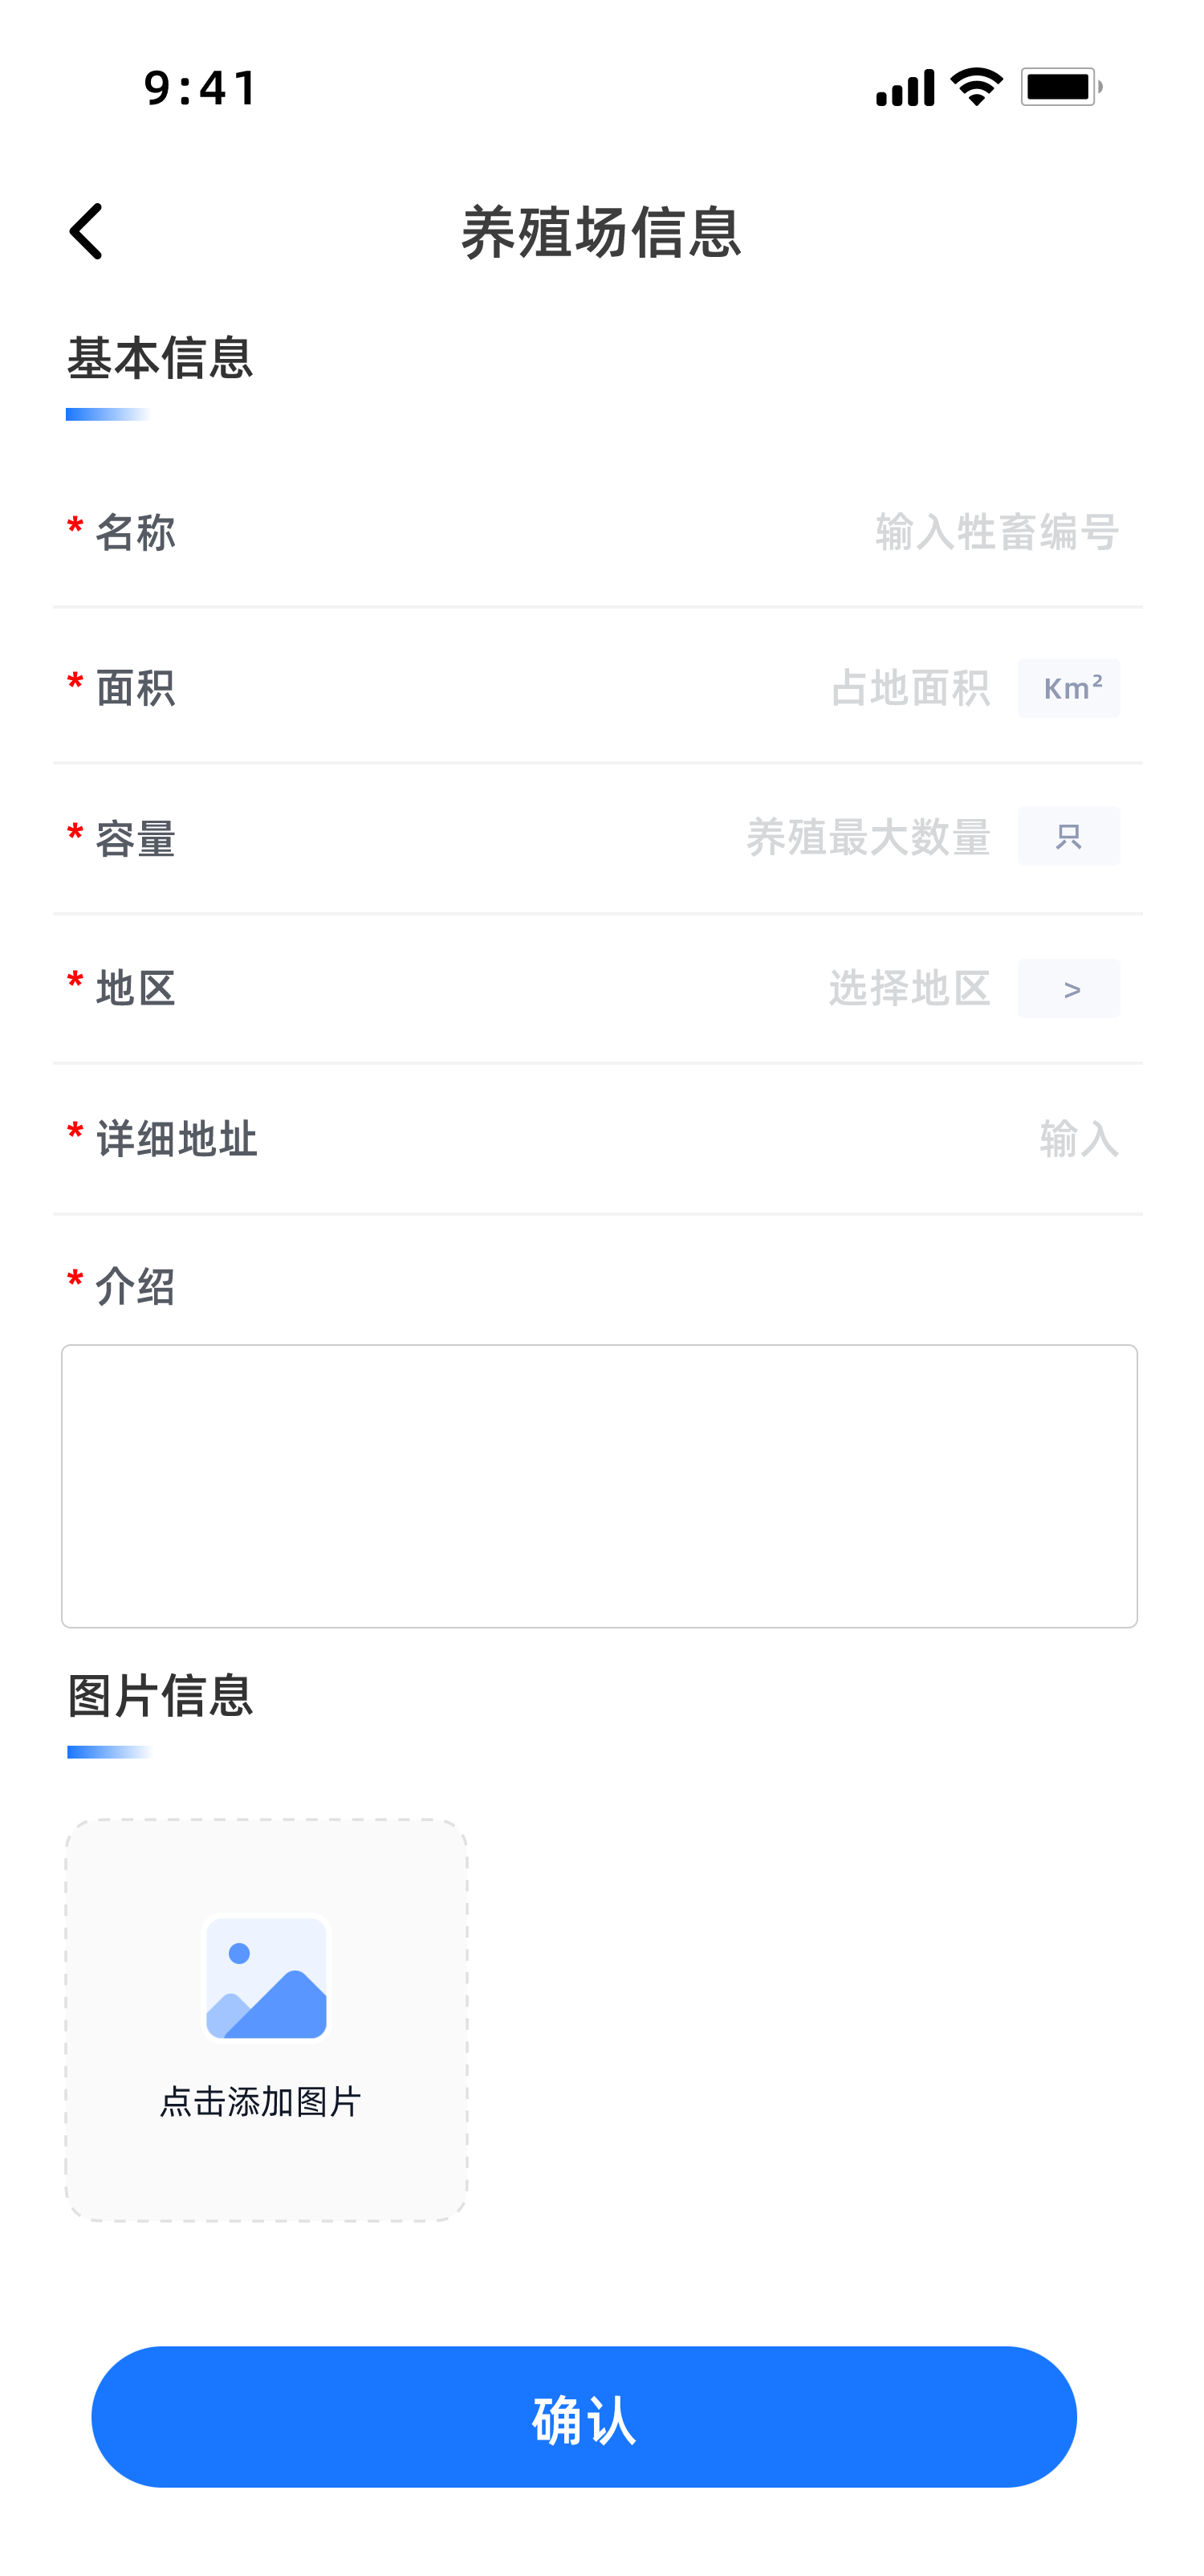 9:41
养殖场信息
基本信息
* 名称 输入牲畜编号
* 面积 占地面积 Km²
* 容量 养殖最大数量 只
* 地区 选择地区 >
* 详细地址 输入
* 介绍
图片信息
点击添加图片
确认